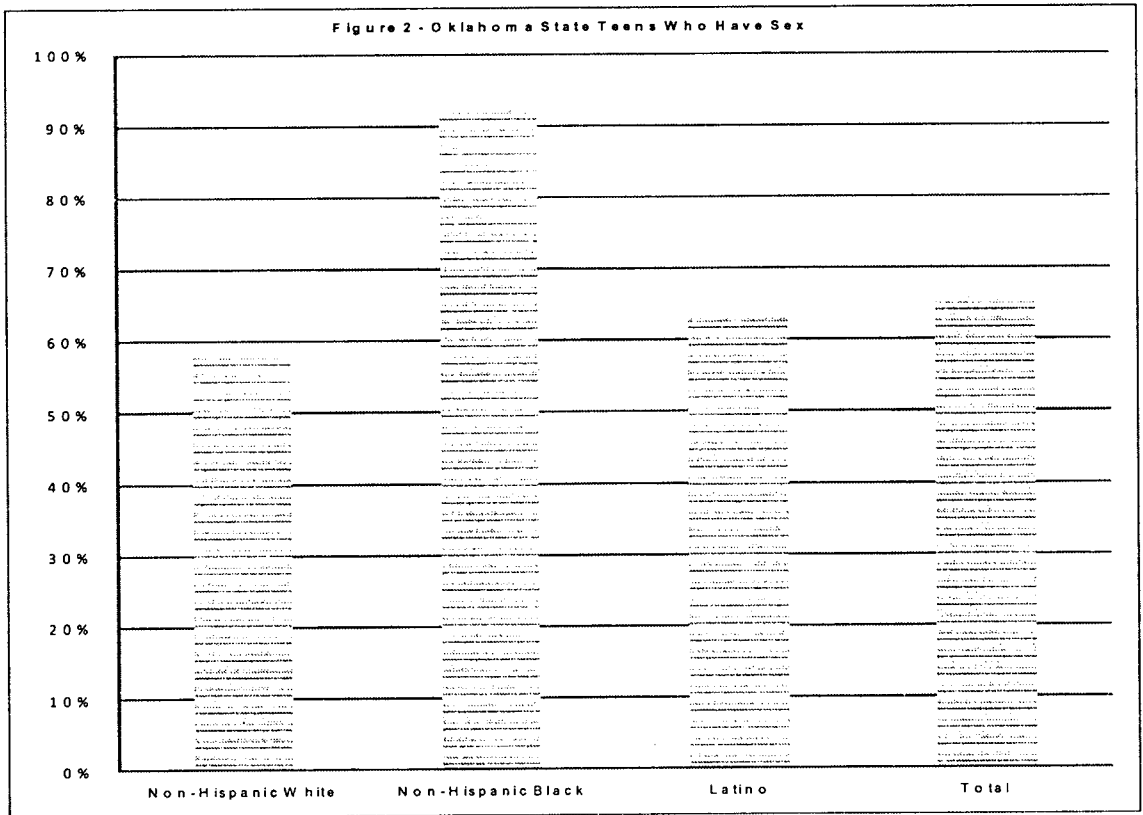 Figure 2 - Oklahoma State Teens Who Have Sex
100%
90%
80%
70%
60%
50%
40%
30%
20%
10%
0%
Non-Hispanic White
Non-Hispanic Black
Latino
Total